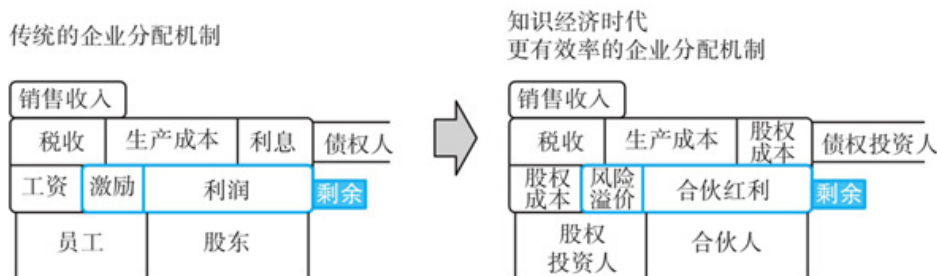 传统的企业分配机制
知识经济时代
更有效率的企业分配机制
销售收入
税收
生产成本
利息
债权人
工资
激励
利润
剩余
员工
股东
销售收入
税收
生产成本
股权
成本
债权投资人
股权
成本
风险
溢价
合伙红利
剩余
股权
投资人
合伙人